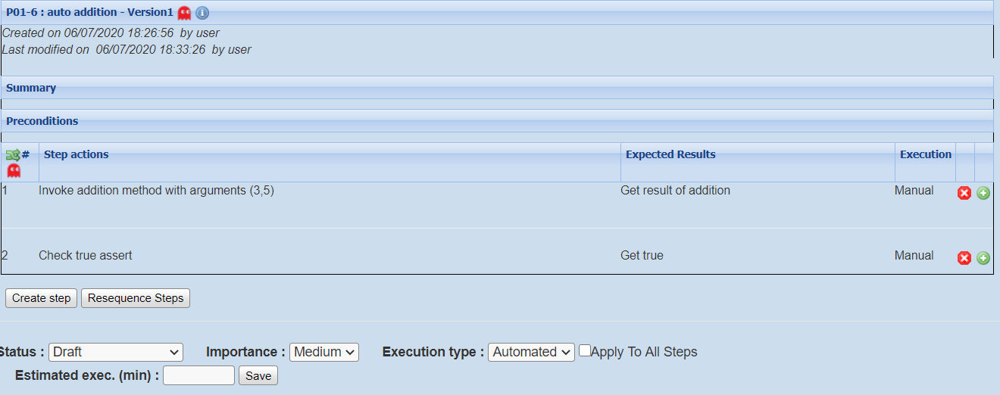 P01-6 : auto addition - Version1
Created on 06/07/2020 18:26:56 by user
Last modified on 06/07/2020 18:33:26 by user
Summary
Preconditions
# Step actions Expected Results Execution
1 Invoke addition method with arguments (3,5) Get result of addition Manual
2 Check true assert Get true Manual
Create step Resequence Steps
Status : Draft Importance : Medium Execution type : Automated Apply To All Steps
Estimated exec. (min) : Save